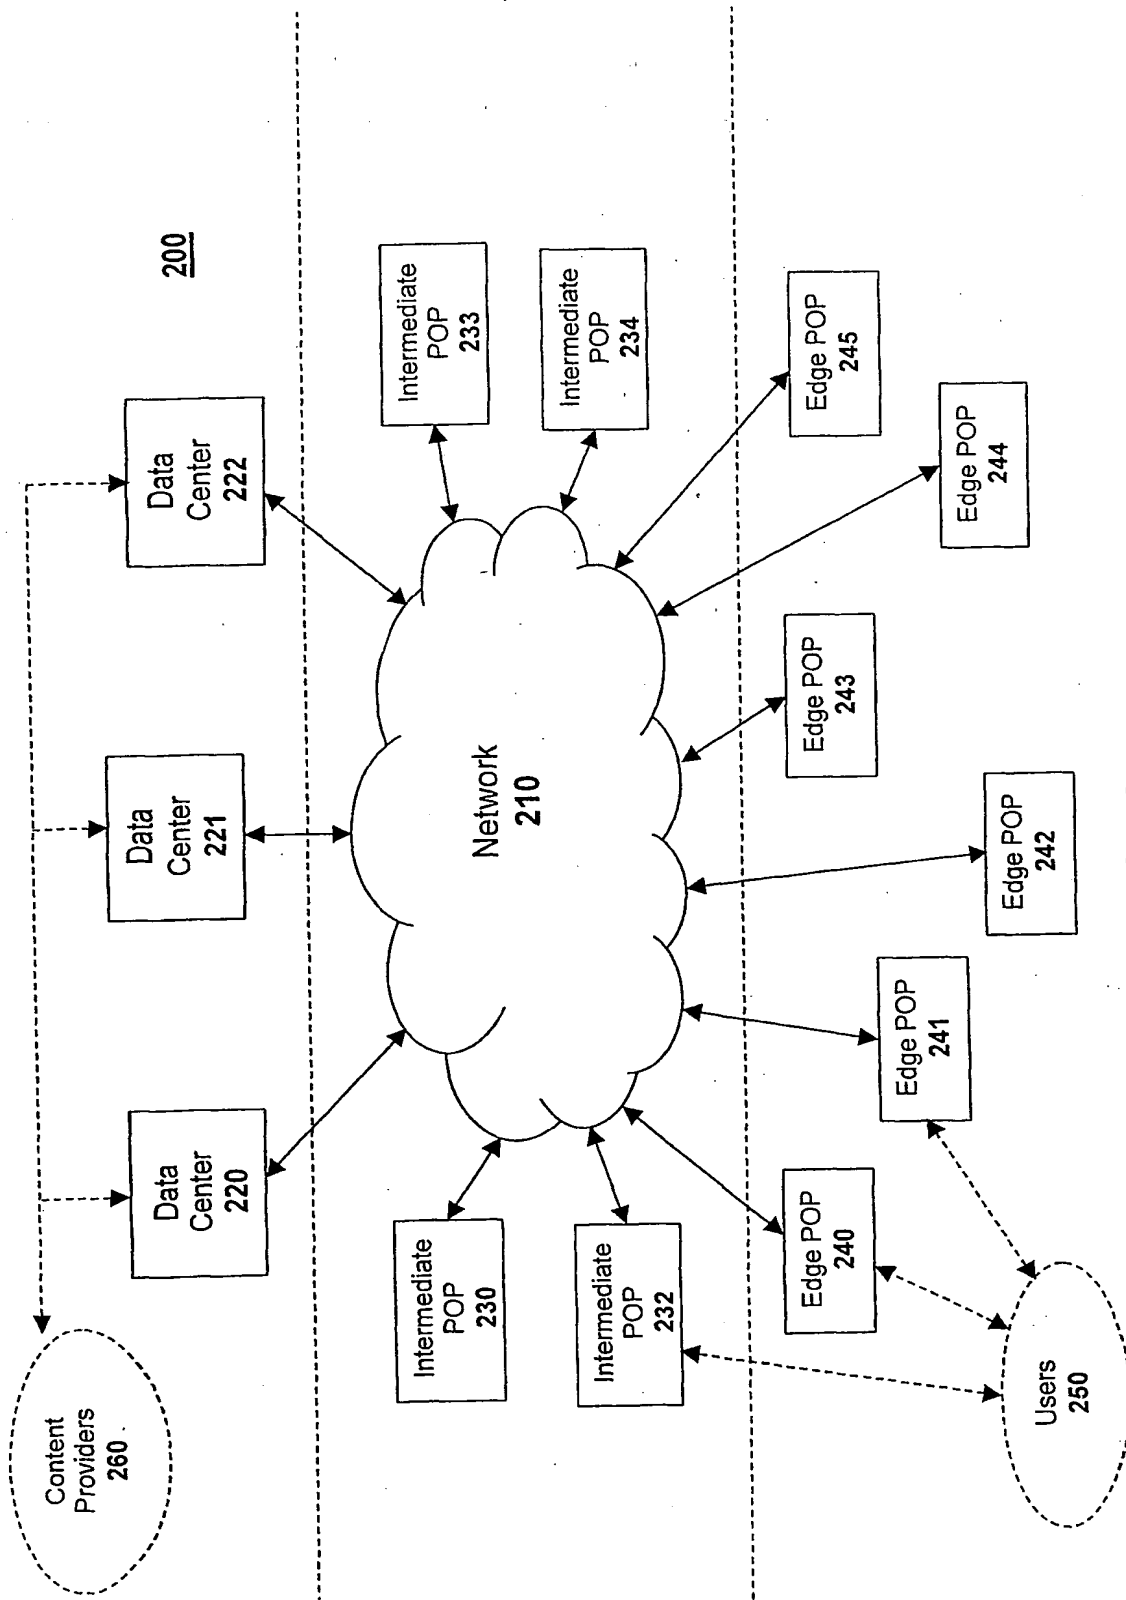 200
Content
Providers
260
Data
Center
220
Data
Center
221
Data
Center
222
Intermediate
POP
230
Intermediate
POP
232
Network
210
Intermediate
POP
233
Intermediate
POP
234
Edge POP
240
Edge POP
241
Edge POP
242
Edge POP
243
Edge POP
244
Edge POP
245
Users
250